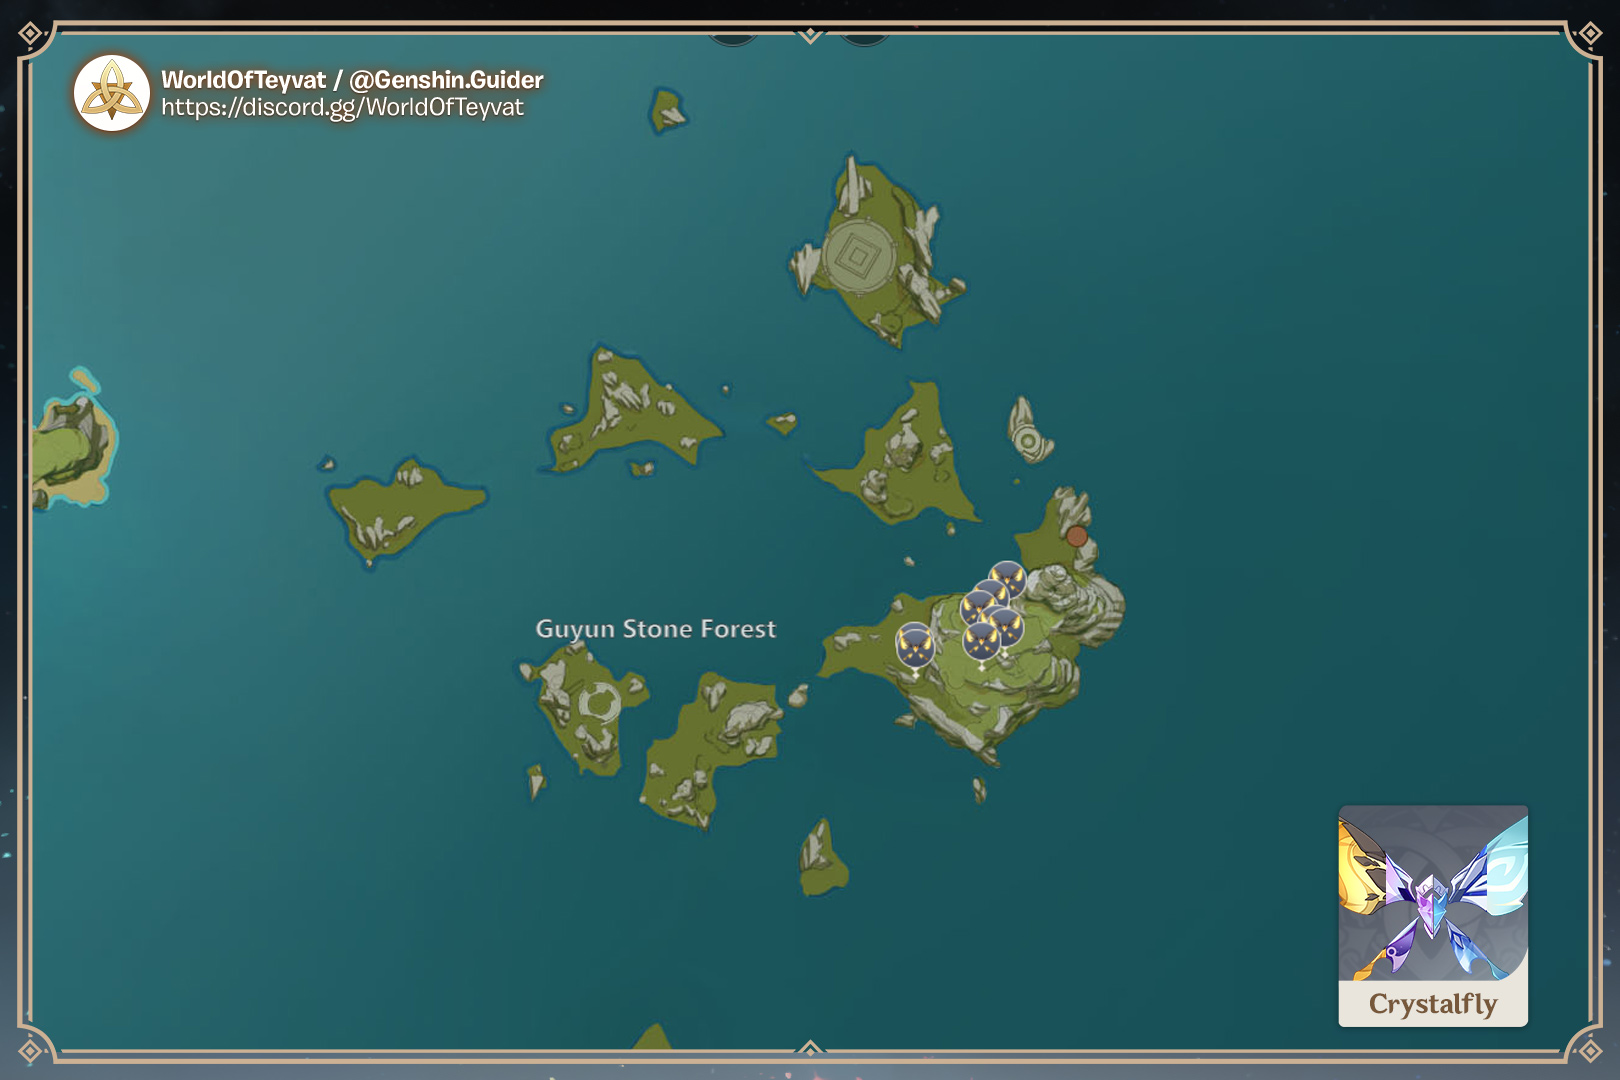 WorldOfTeyvat / @Genshin.Guider
https://discord.gg/WorldOfTeyvat
Guyun Stone Forest
Crystalfly